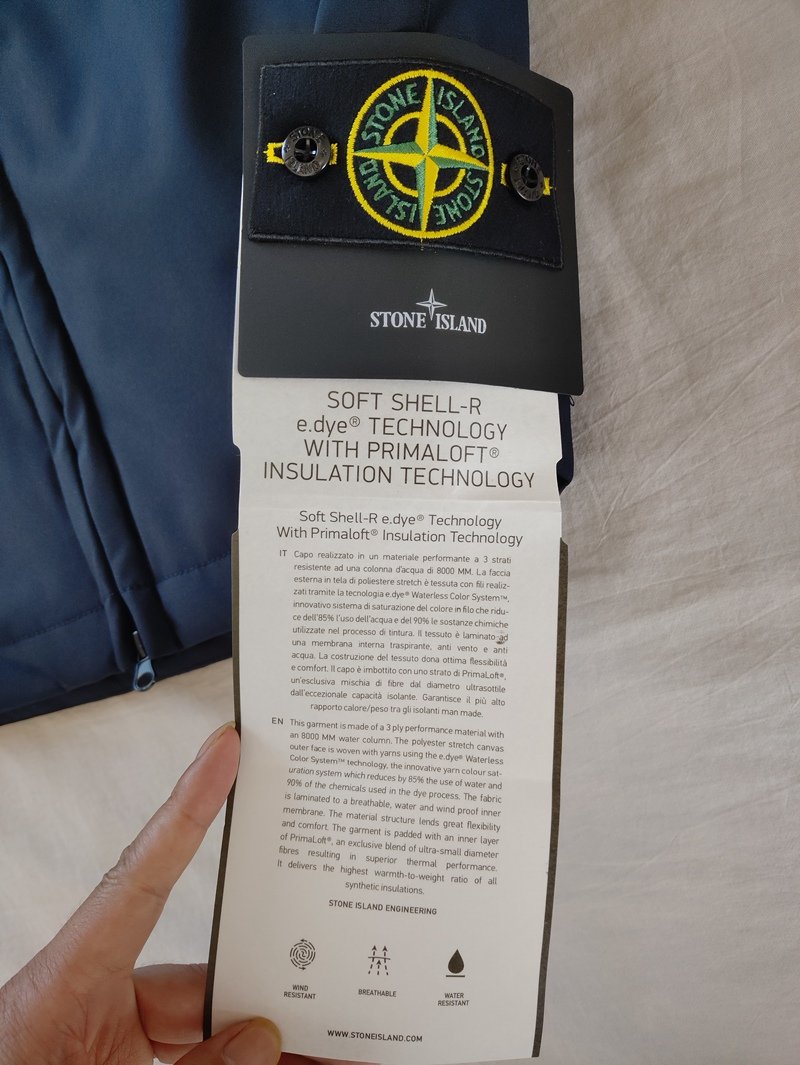 STONE ISLAND
STONE ISLAND
STONE
ISLAND
STONE ISLAND
SOFT SHELL-R
e.dye® TECHNOLOGY
WITH PRIMALOFT®
INSULATION TECHNOLOGY
Soft Shell-R e.dye® Technology
With Primaloft® Insulation Technology
IT Capo realizzato in un materiale performante a 3 strati
resistente ad una colonna d'acqua di 8000 MM. La faccia
esterna in tela di poliestere stretch è tessuta con fili realiz-
zati tramite la tecnologia e.dye® Waterless Color System™,
innovativo sistema di saturazione del colore in filo che ridu-
ce dell'85% l'uso dell'acqua e del 90% le sostanze chimiche
utilizzate nel processo di tintura. Il tessuto è laminato ad
una membrana interna traspirante, anti vento e anti
acqua. La costruzione del tessuto dona ottima flessibilità
e comfort. Il capo è imbottito con uno strato di PrimaLoft®,
un'esclusiva mischia di fibre dal diametro ultrasottile
dall'eccezionale capacità isolante. Garantisce il più alto
rapporto calore/peso tra gli isolanti man made.
EN This garment is made of a 3 ply performance material with
an 8000 MM water column. The polyester stretch canvas
outer face is woven with yarns using the e.dye® Waterless
Color System™ technology, the innovative yarn colour sat-
uration system which reduces by 85% the use of water and
90% of the chemicals used in the dye process. The fabric
is laminated to a breathable, water and wind proof inner
membrane. The material structure lends great flexibility
and comfort. The garment is padded with an inner layer
of PrimaLoft®, an exclusive blend of ultra-small diameter
fibres resulting in superior thermal performance.
It delivers the highest warmth-to-weight ratio of all
synthetic insulations.
STONE ISLAND ENGINEERING
WIND
RESISTANT
BREATHABLE
WATER
RESISTANT
WWW.STONEISLAND.COM